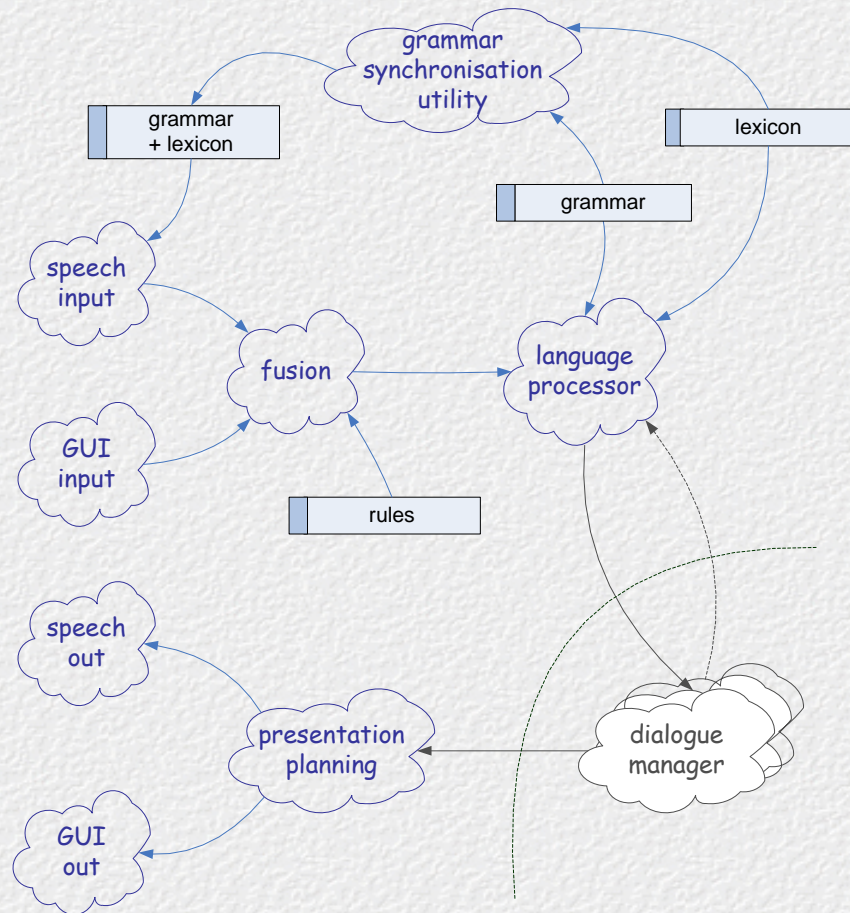 grammar
synchronisation
utility
grammar
+ lexicon
lexicon
grammar
speech
input
fusion
language
processor
GUI
input
rules
speech
out
presentation
planning
dialogue
manager
GUI
out